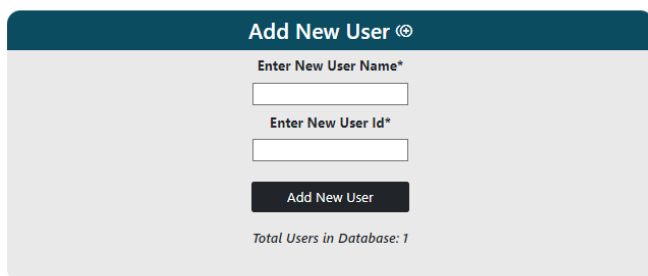 Add New User
Enter New User Name*
Enter New User Id*
Add New User
Total Users in Database: 1